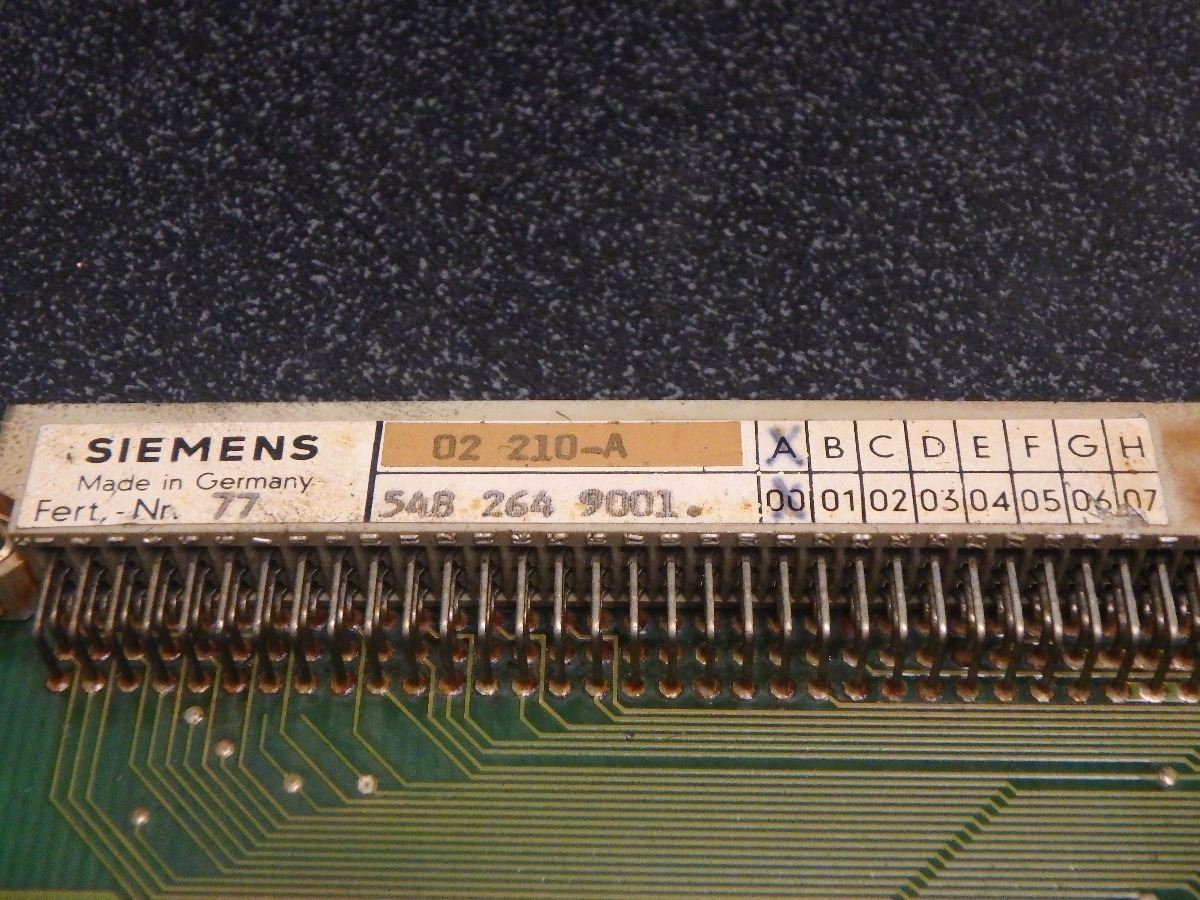 SIEMENS
Made in Germany
Fert.-Nr. 77
02 210-A
548 264 9001.
A B C D E F G H
00 01 02 03 04 05 06 07